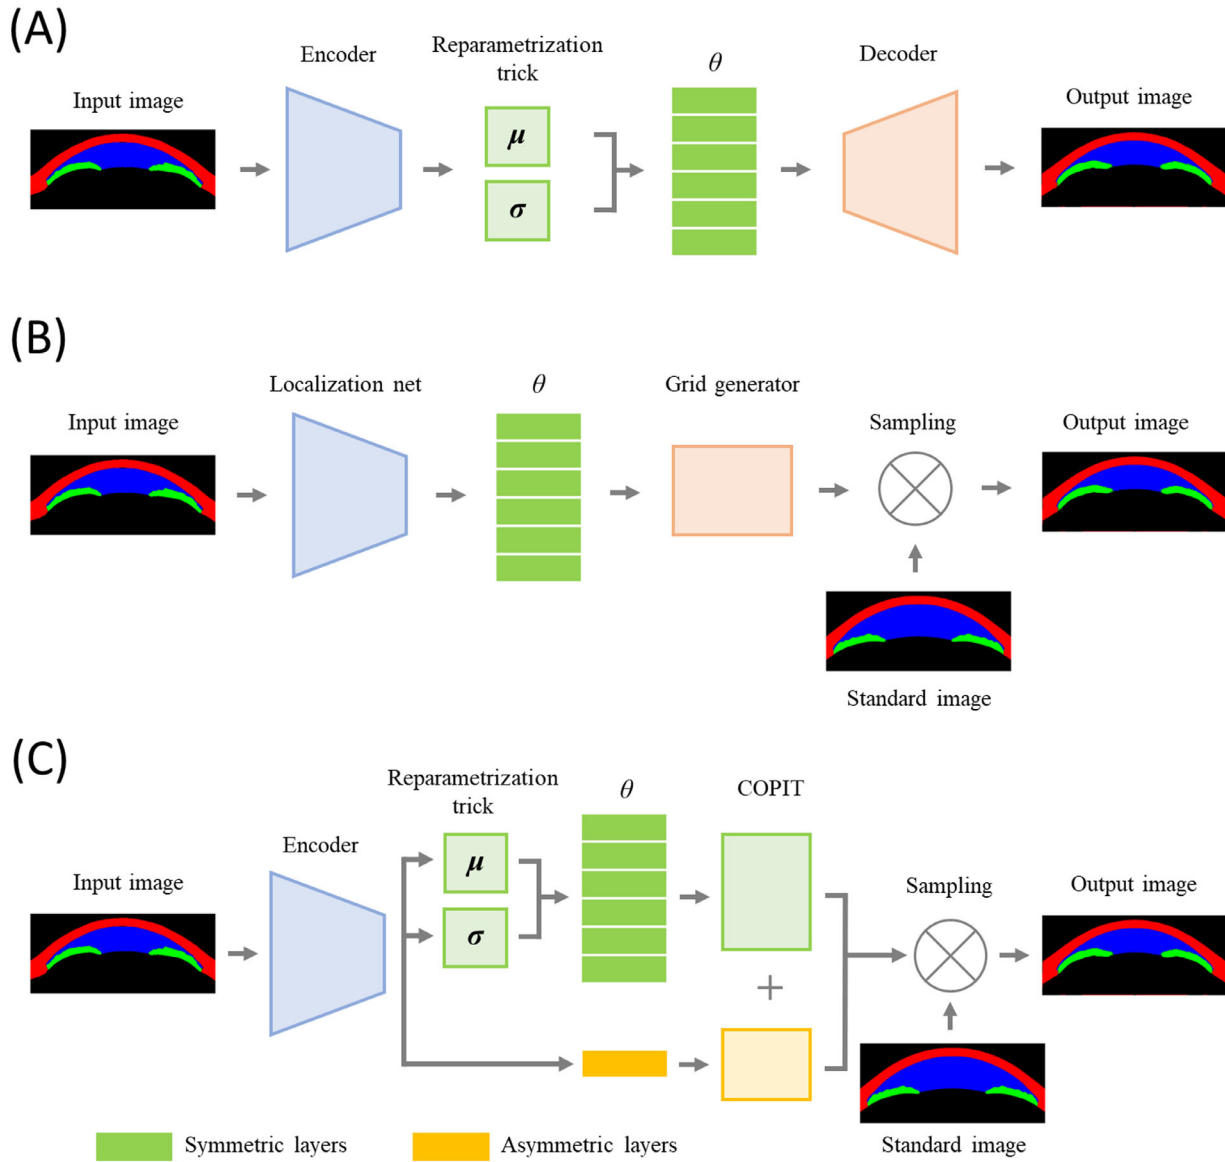 (A)
Input image
Encoder
Reparametrization
trick
μ
σ
θ
Decoder
Output image
(B)
Input image
Localization net
θ
Grid generator
Sampling
Output image
Standard image
(C)
Input image
Encoder
Reparametrization
trick
μ
σ
θ
COPIT
+
Sampling
Output image
Standard image
Symmetric layers
Asymmetric layers